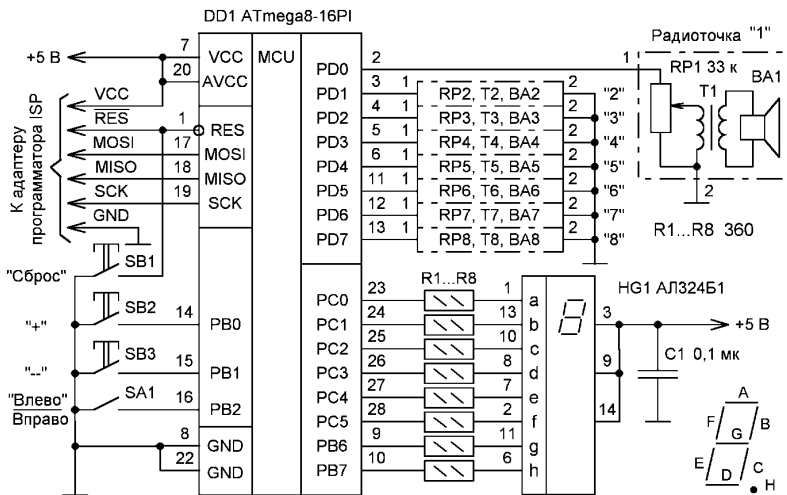 DD1 ATmega8-16PI
+5 В
7
VCC
MCU
20
AVCC
PD0
2
1
Радиоточка "1"
RP1 33 к
T1
BA1
2
К адаптеру
программатора ISP
VCC
RES
MOSI
MISO
SCK
GND
1
RES
17
MOSI
18
MISO
19
SCK
PD1
3
1
RP2, T2, BA2
2
"2"
PD2
4
1
RP3, T3, BA3
2
"3"
PD3
5
1
RP4, T4, BA4
2
"4"
PD4
6
1
RP5, T5, BA5
2
"5"
PD5
11
1
RP6, T6, BA6
2
"6"
PD6
12
1
RP7, T7, BA7
2
"7"
PD7
13
1
RP8, T8, BA8
2
"8"
R1...R8 360
"Сброс"
SB1
"+"
SB2
14
PB0
"--"
SB3
15
PB1
"Влево"
Вправо
SA1
16
PB2
8
GND
22
GND
R1...R8
HG1 АЛ324Б1
PC0
23
1
a
PC1
24
13
b
PC2
25
10
c
PC3
26
8
d
PC4
27
7
e
PC5
28
2
f
PB6
9
11
g
PB7
10
6
h
3
9
14
+5 В
C1 0,1 мк
A
F
B
G
E
C
D
H